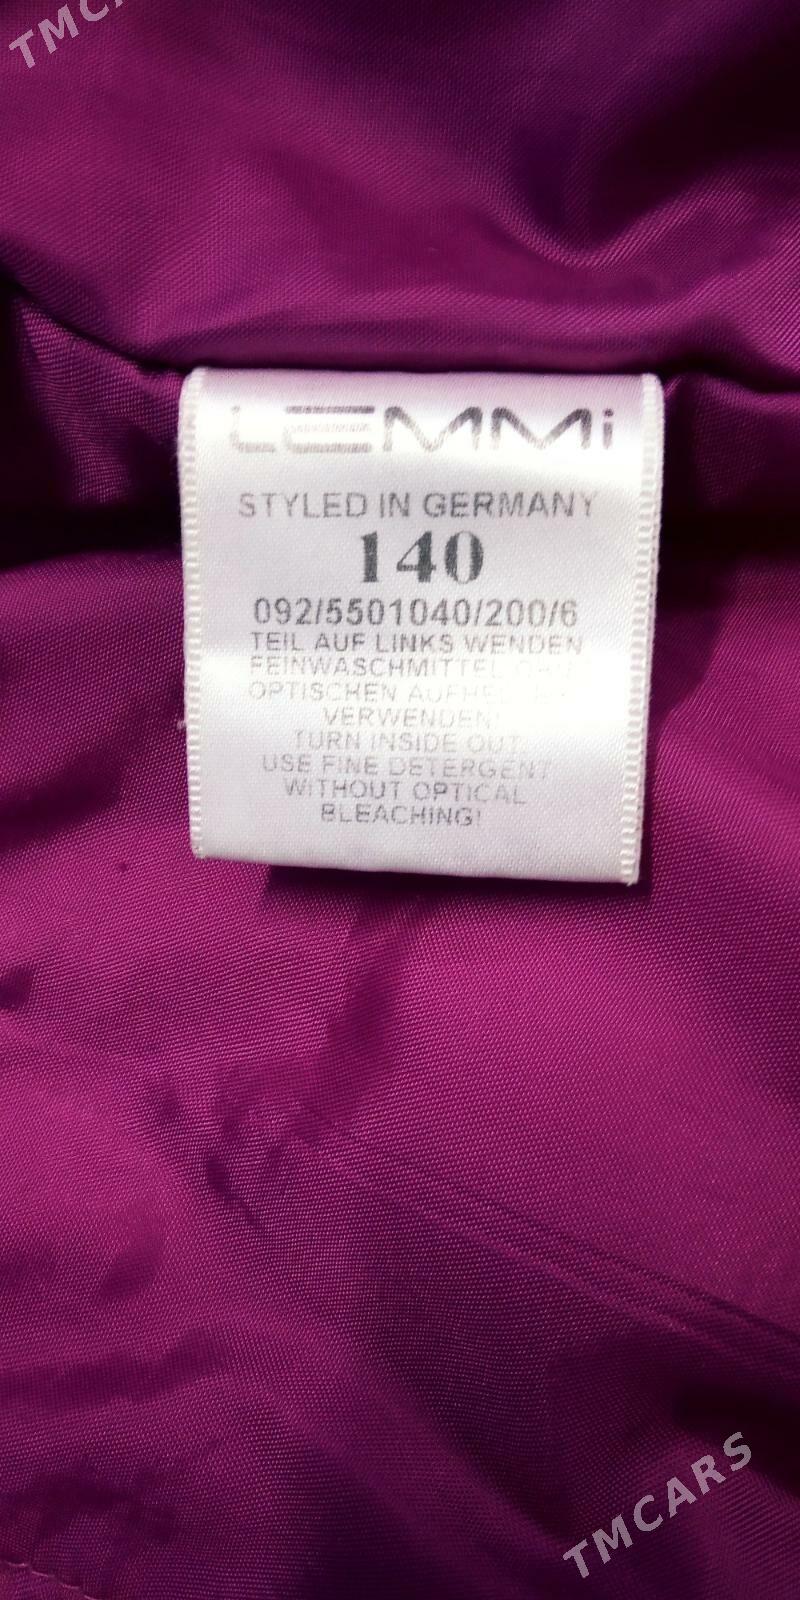 TMCA
LEMMi
STYLED IN GERMANY
140
092/5501040/200/6
TEIL AUF LINKS WENDEN
FEINWASCHMITTEL
OPTISCHEN
VERWENDEN!
TURN INSIDE OUT.
USE FINE DETERGENT
WITHOUT OPTICAL
BLEACHING!
TMCARS